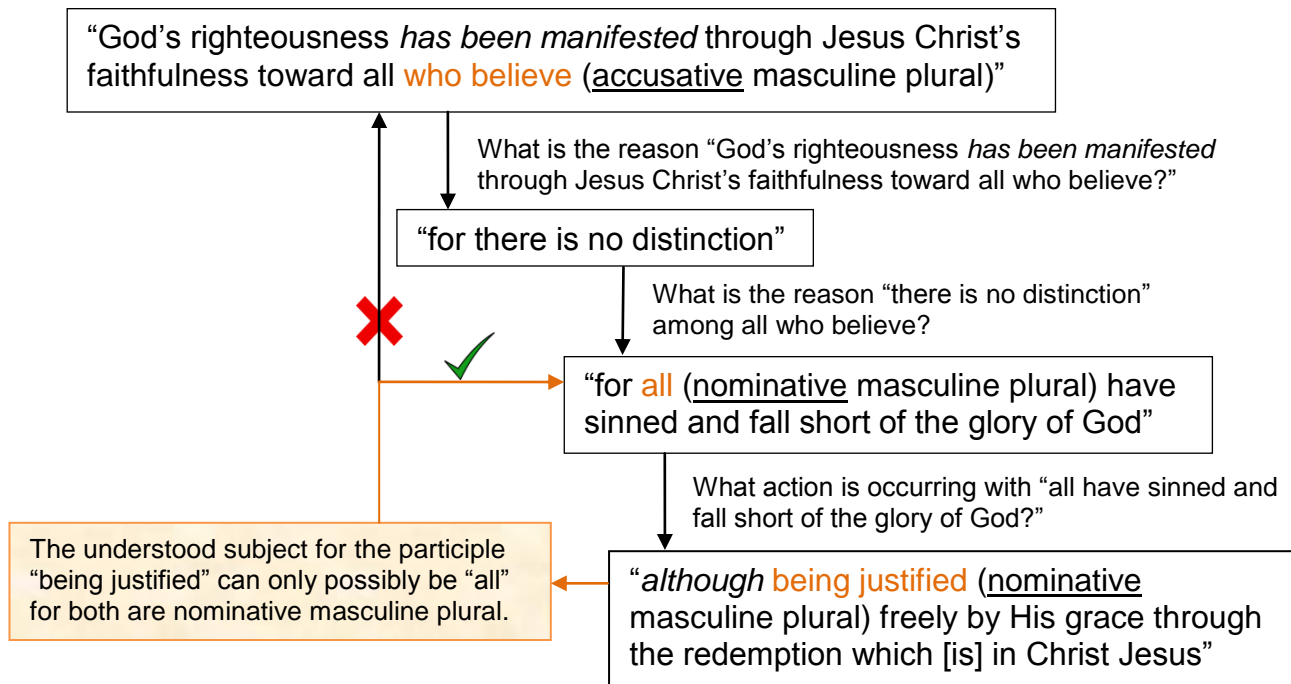 “God’s righteousness has been manifested through Jesus Christ’s
faithfulness toward all who believe (accusative masculine plural)”
What is the reason “God’s righteousness has been manifested
through Jesus Christ’s faithfulness toward all who believe?”
“for there is no distinction”
What is the reason “there is no distinction”
among all who believe?
“for all (nominative masculine plural) have
sinned and fall short of the glory of God”
What action is occurring with “all have sinned and
fall short of the glory of God?”
The understood subject for the participle
“being justified” can only possibly be “all”
for both are nominative masculine plural.
“although being justified (nominative
masculine plural) freely by His grace through
the redemption which [is] in Christ Jesus”